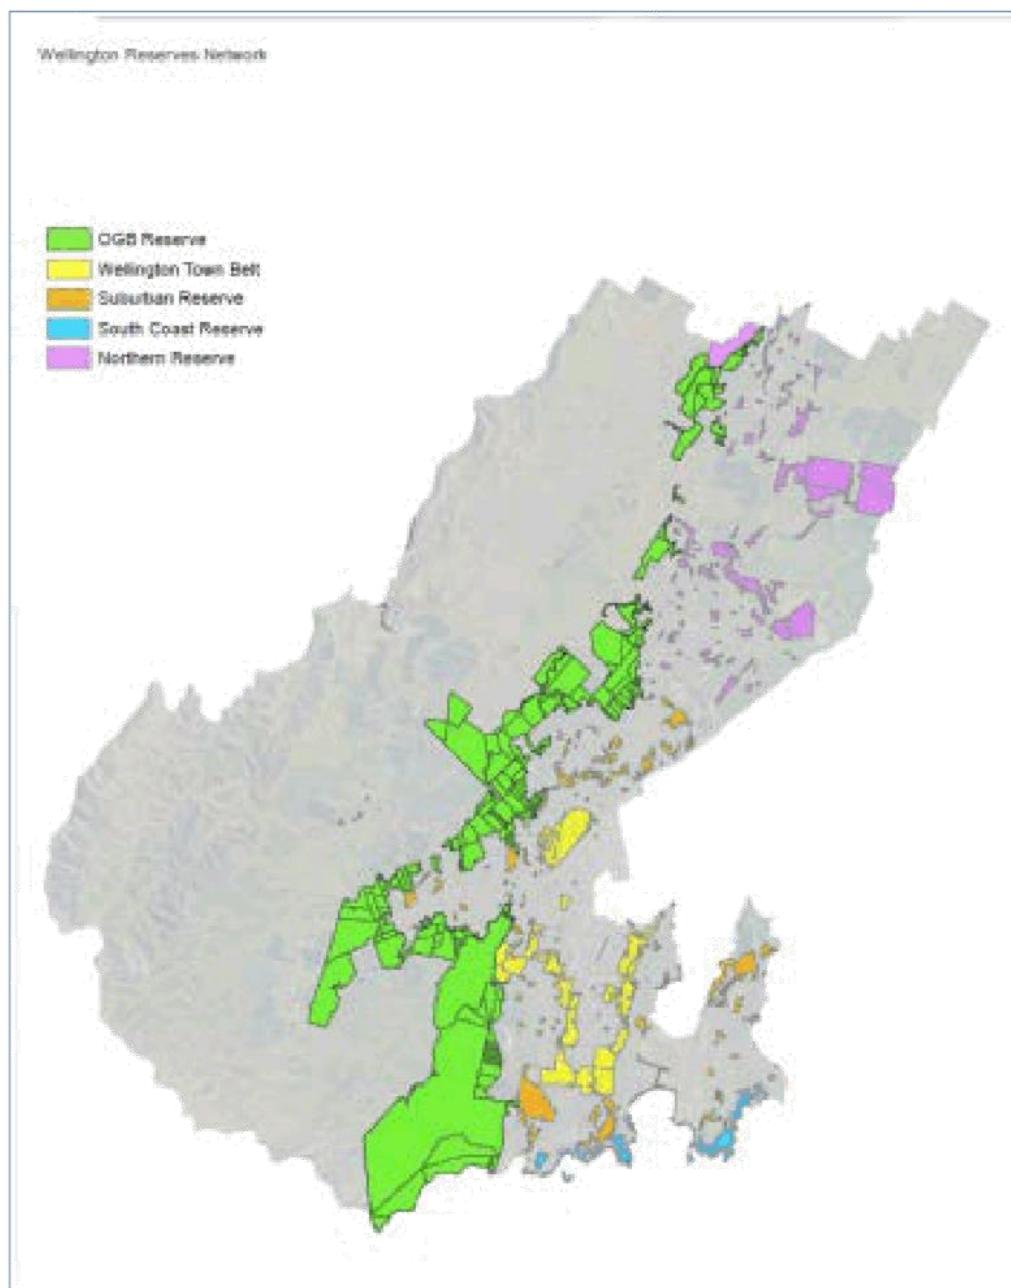 Wellington Reserves Network
OGB Reserve
Wellington Town Belt
Suburban Reserve
South Coast Reserve
Northern Reserve